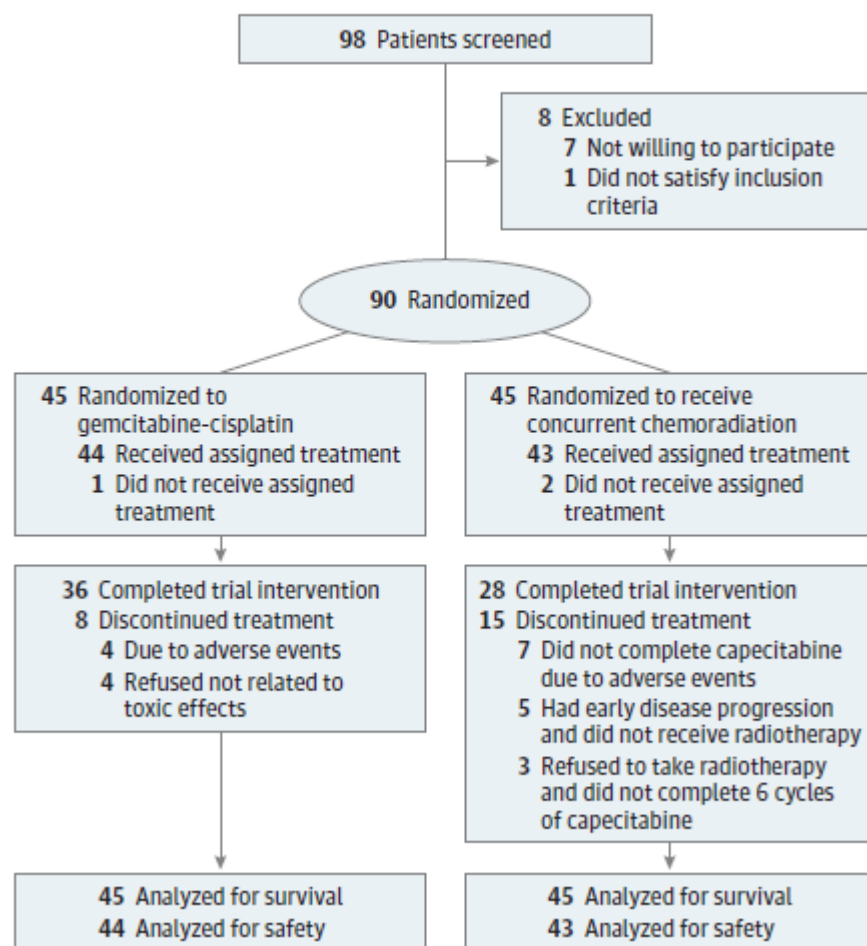 98 Patients screened
8 Excluded
7 Not willing to participate
1 Did not satisfy inclusion
criteria
90 Randomized
45 Randomized to
gemcitabine-cisplatin
44 Received assigned treatment
1 Did not receive assigned
treatment
45 Randomized to receive
concurrent chemoradiation
43 Received assigned treatment
2 Did not receive assigned
treatment
36 Completed trial intervention
8 Discontinued treatment
4 Due to adverse events
4 Refused not related to
toxic effects
28 Completed trial intervention
15 Discontinued treatment
7 Did not complete capecitabine
due to adverse events
5 Had early disease progression
and did not receive radiotherapy
3 Refused to take radiotherapy
and did not complete 6 cycles
of capecitabine
45 Analyzed for survival
44 Analyzed for safety
45 Analyzed for survival
43 Analyzed for safety